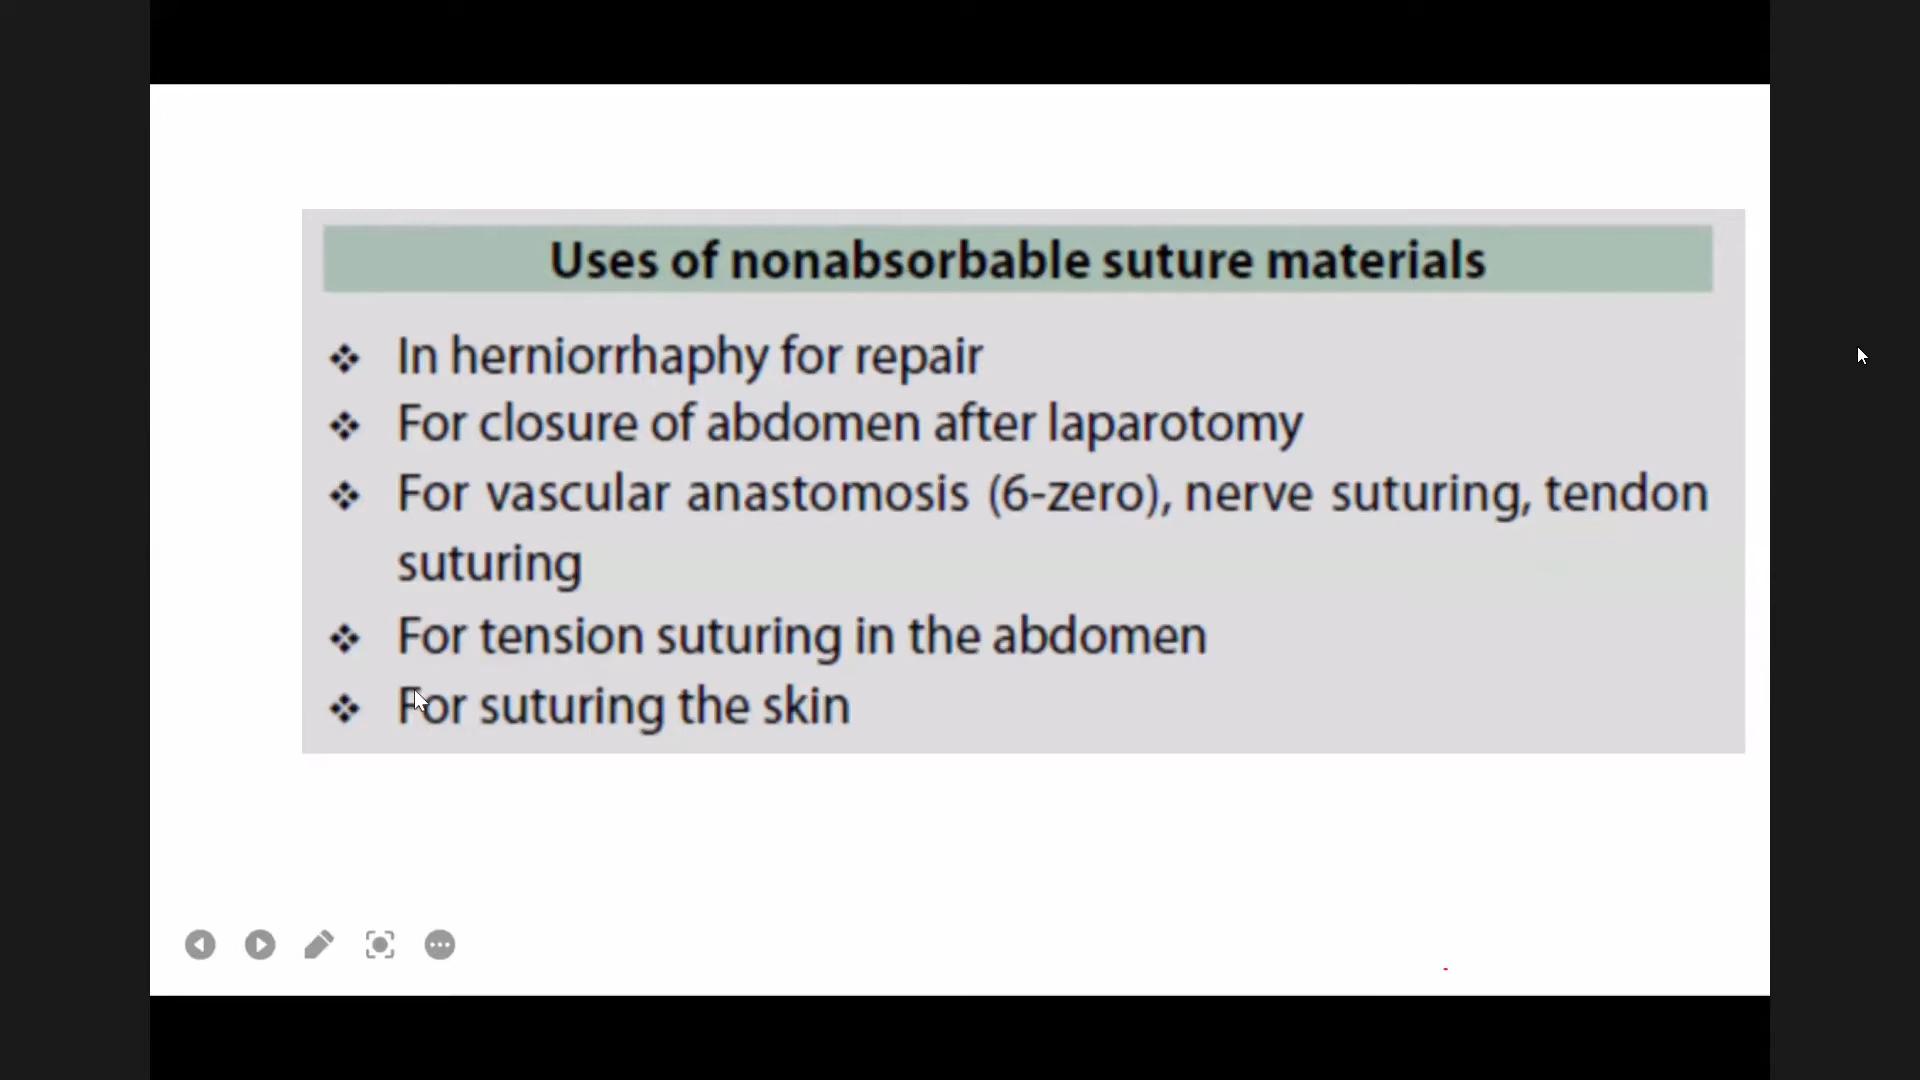 Uses of nonabsorbable suture materials
❖ In herniorrhaphy for repair
❖ For closure of abdomen after laparotomy
❖ For vascular anastomosis (6-zero), nerve suturing, tendon
suturing
❖ For tension suturing in the abdomen
❖ For suturing the skin